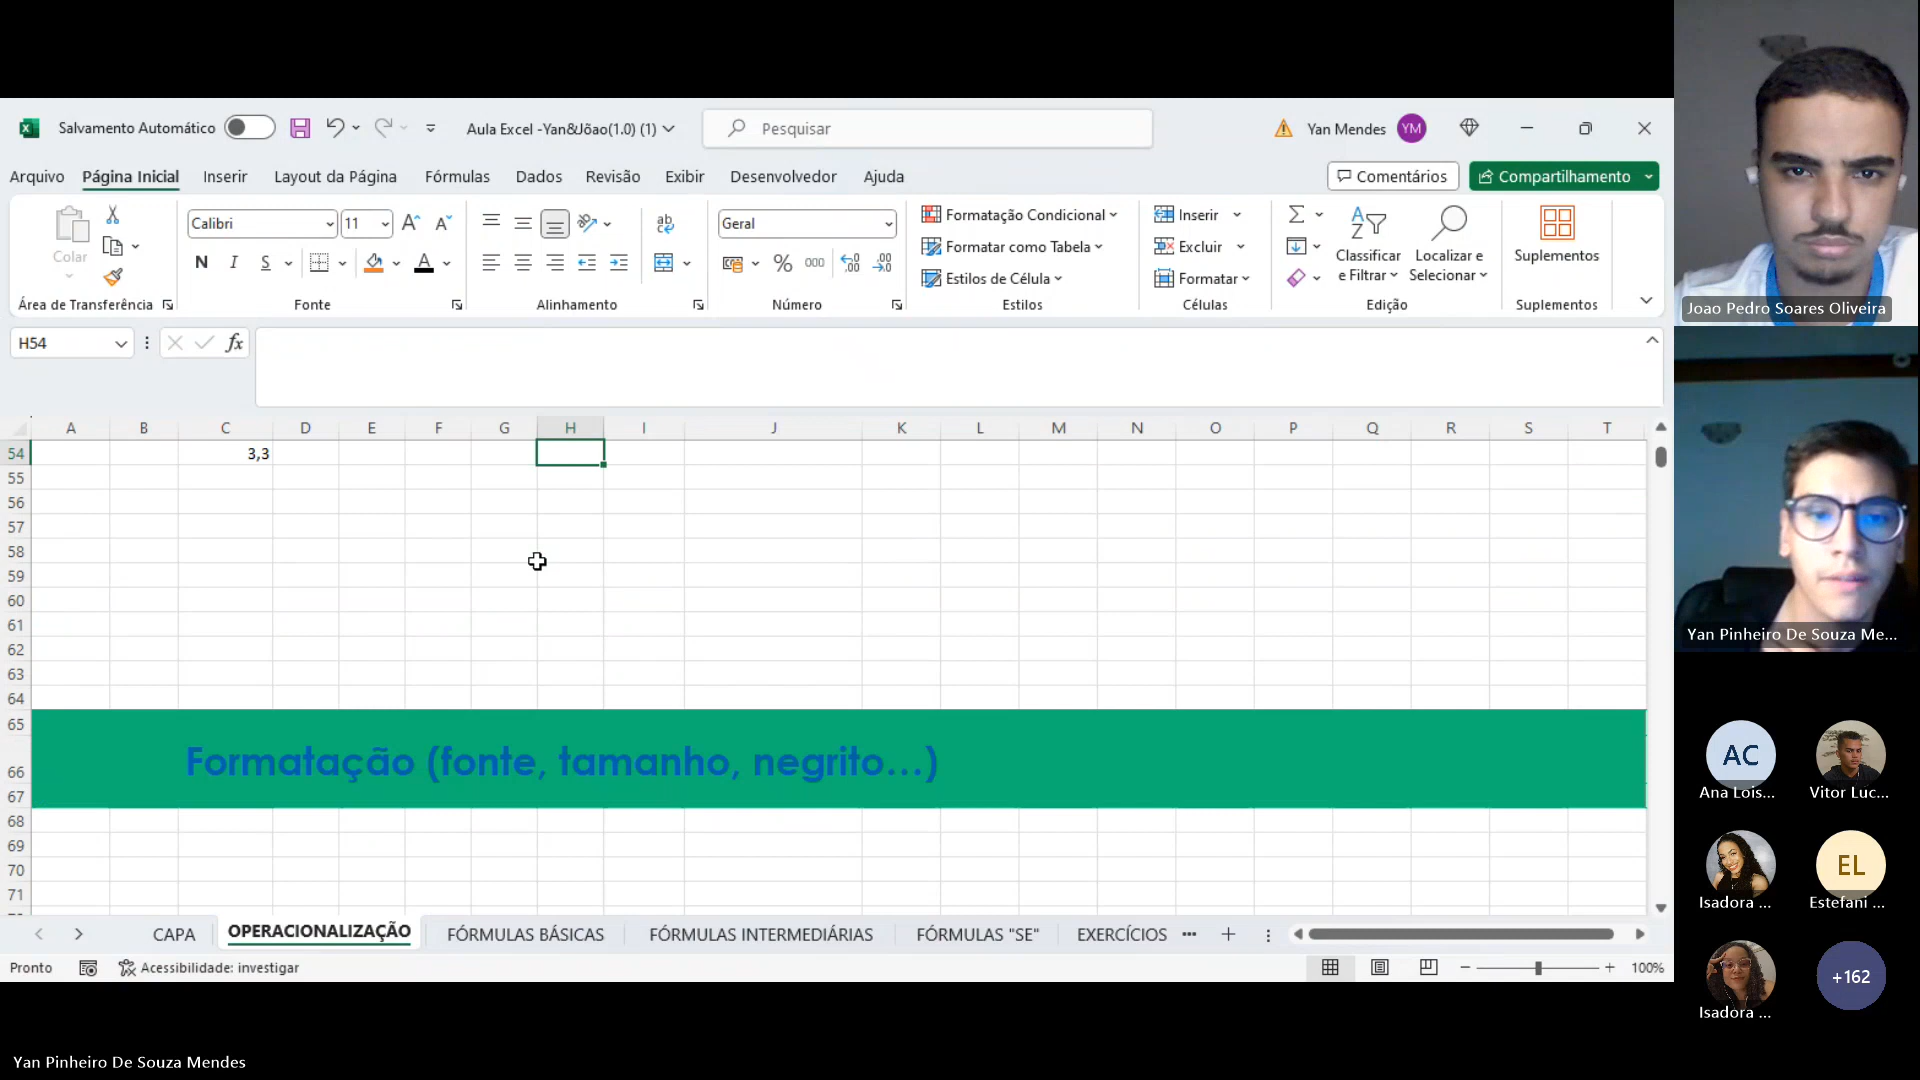 Salvamento Automático
Aula Excel -Yan&Jõao(1.0) (1)
Pesquisar
Yan Mendes
YM
Arquivo
Página Inicial
Inserir
Layout da Página
Fórmulas
Dados
Revisão
Exibir
Desenvolvedor
Ajuda
Comentários
Compartilhamento
Colar
Área de Transferência
Calibri
11
N I S
Fonte
Alinhamento
Geral
% 000
Número
Formatação Condicional
Formatar como Tabela
Estilos de Célula
Estilos
Inserir
Excluir
Formatar
Células
Classificar
e Filtrar
Localizar e
Selecionar
Edição
Suplementos
Suplementos
H54
fx
A B C D E F G H I J K L M N O P Q R S T
54 3,3
55
56
57
58
59
60
61
62
63
64
65
66 Formatação (fonte, tamanho, negrito...)
67
68
69
70
71
CAPA
OPERACIONALIZAÇÃO
FÓRMULAS BÁSICAS
FÓRMULAS INTERMEDIÁRIAS
FÓRMULAS "SE"
EXERCÍCIOS
Pronto
Acessibilidade: investigar
100%
Joao Pedro Soares Oliveira
Yan Pinheiro De Souza Me...
AC
Ana Lois...
Vitor Luc...
Isadora ...
EL
Estefani ...
Isadora ...
+162
Yan Pinheiro De Souza Mendes